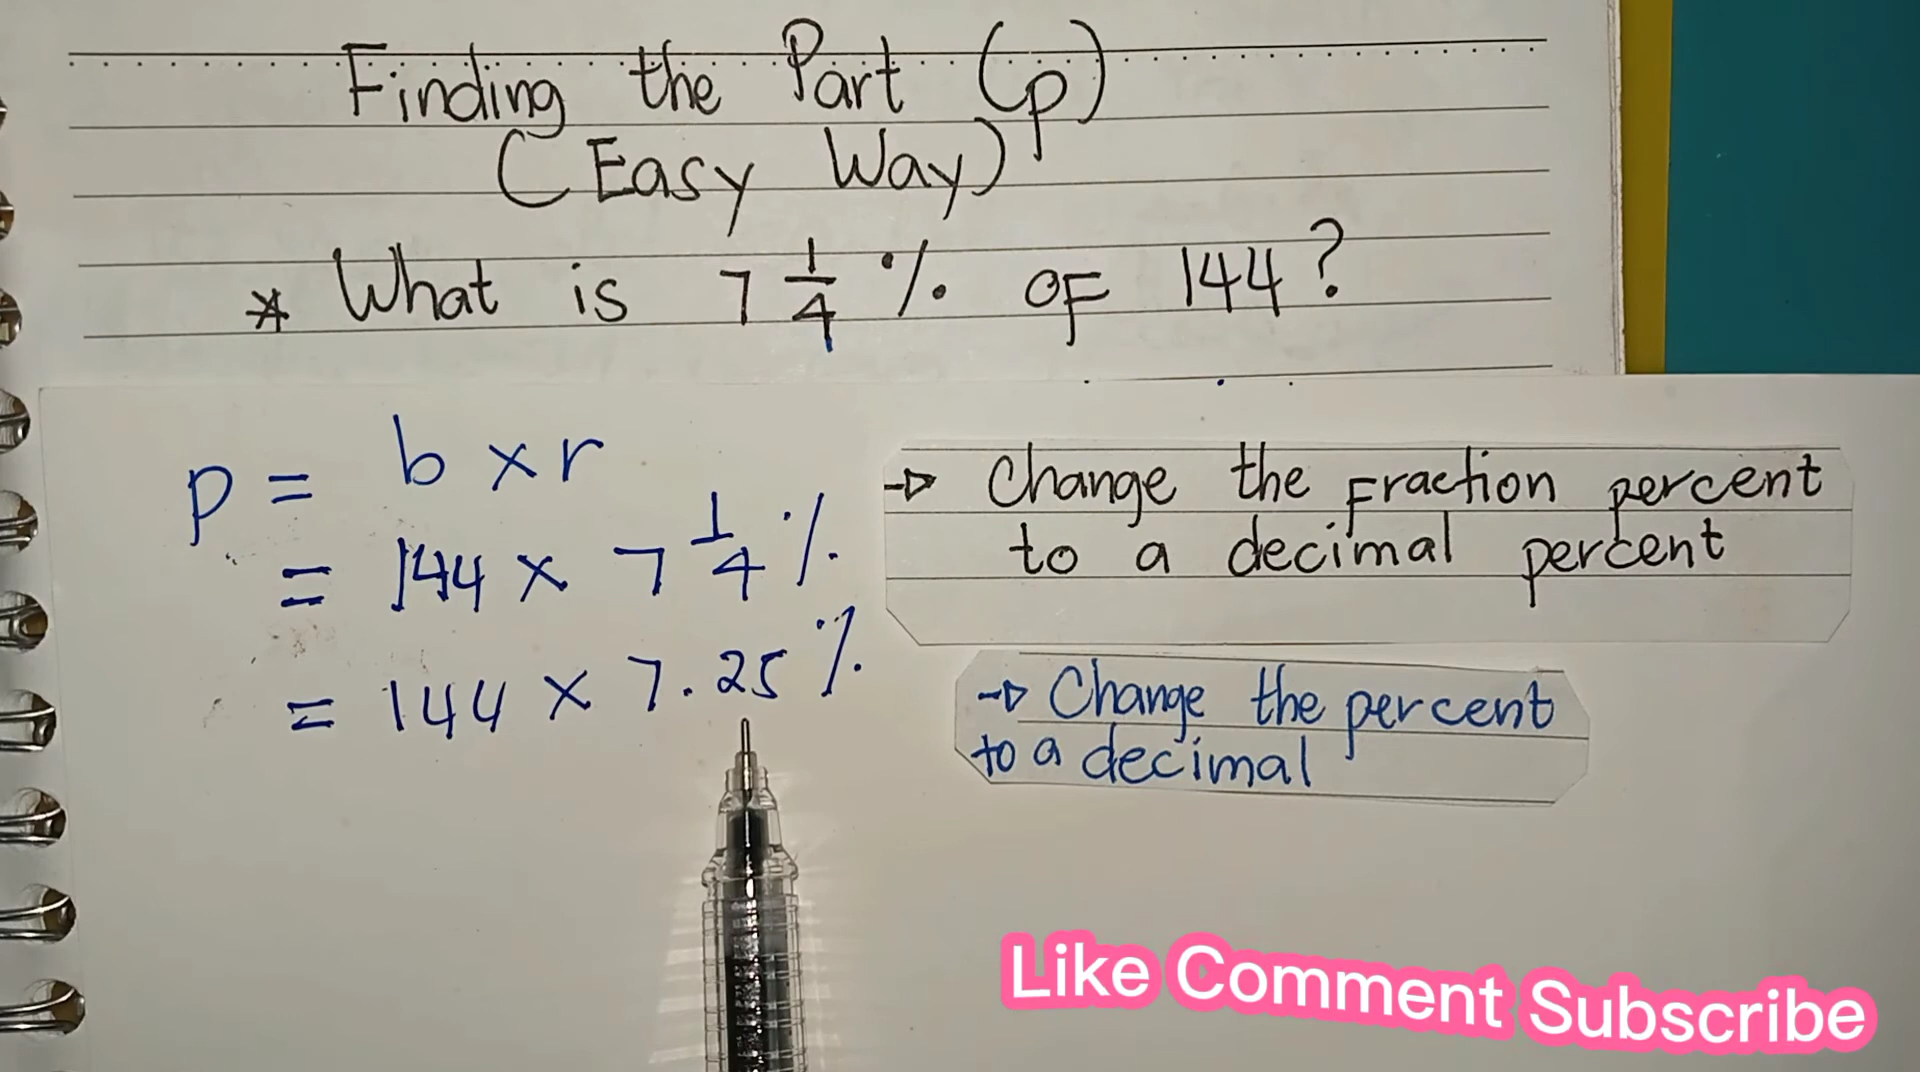 Finding the Part (p)
(Easy Way)
* What is 7 1/4 % of 144?
p = b × r
= 144 × 7 1/4 %
= 144 × 7.25 %
→ Change the fraction percent
to a decimal percent
→ Change the percent
to a decimal
Like Comment Subscribe